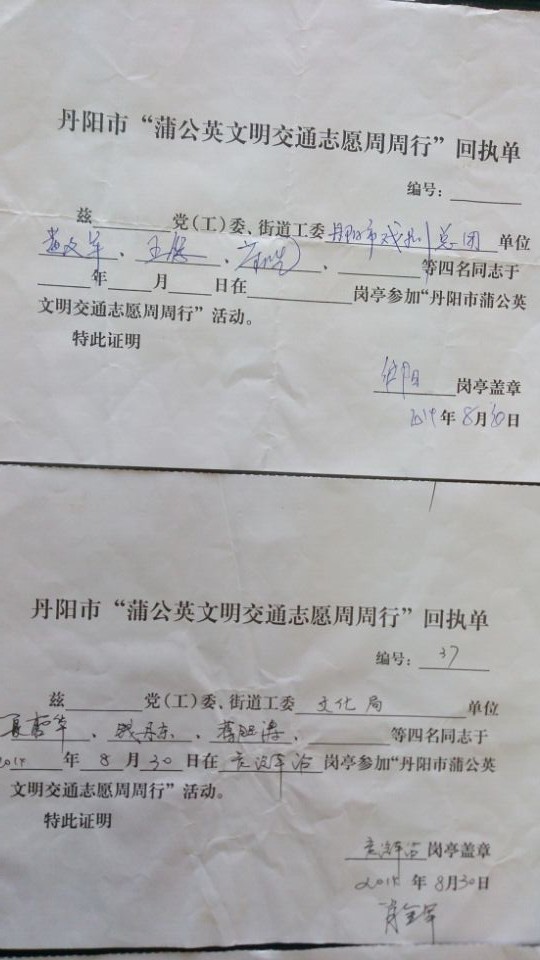 丹阳市“蒲公英文明交通志愿周周行”回执单
编号：
兹 党（工）委、街道工委 丹阳市戏剧总团 单位
黄文军、王、、 等四名同志于
年 月 日在 岗亭参加“丹阳市蒲公英
文明交通志愿周周行”活动。
特此证明
岗亭盖章
年8月30日
丹阳市“蒲公英文明交通志愿周周行”回执单
编号：37
兹 党（工）委、街道工委 文化局 单位
、、、 等四名同志于
年8月30日在 岗亭参加“丹阳市蒲公英
文明交通志愿周周行”活动。
特此证明
岗亭盖章
年8月30日